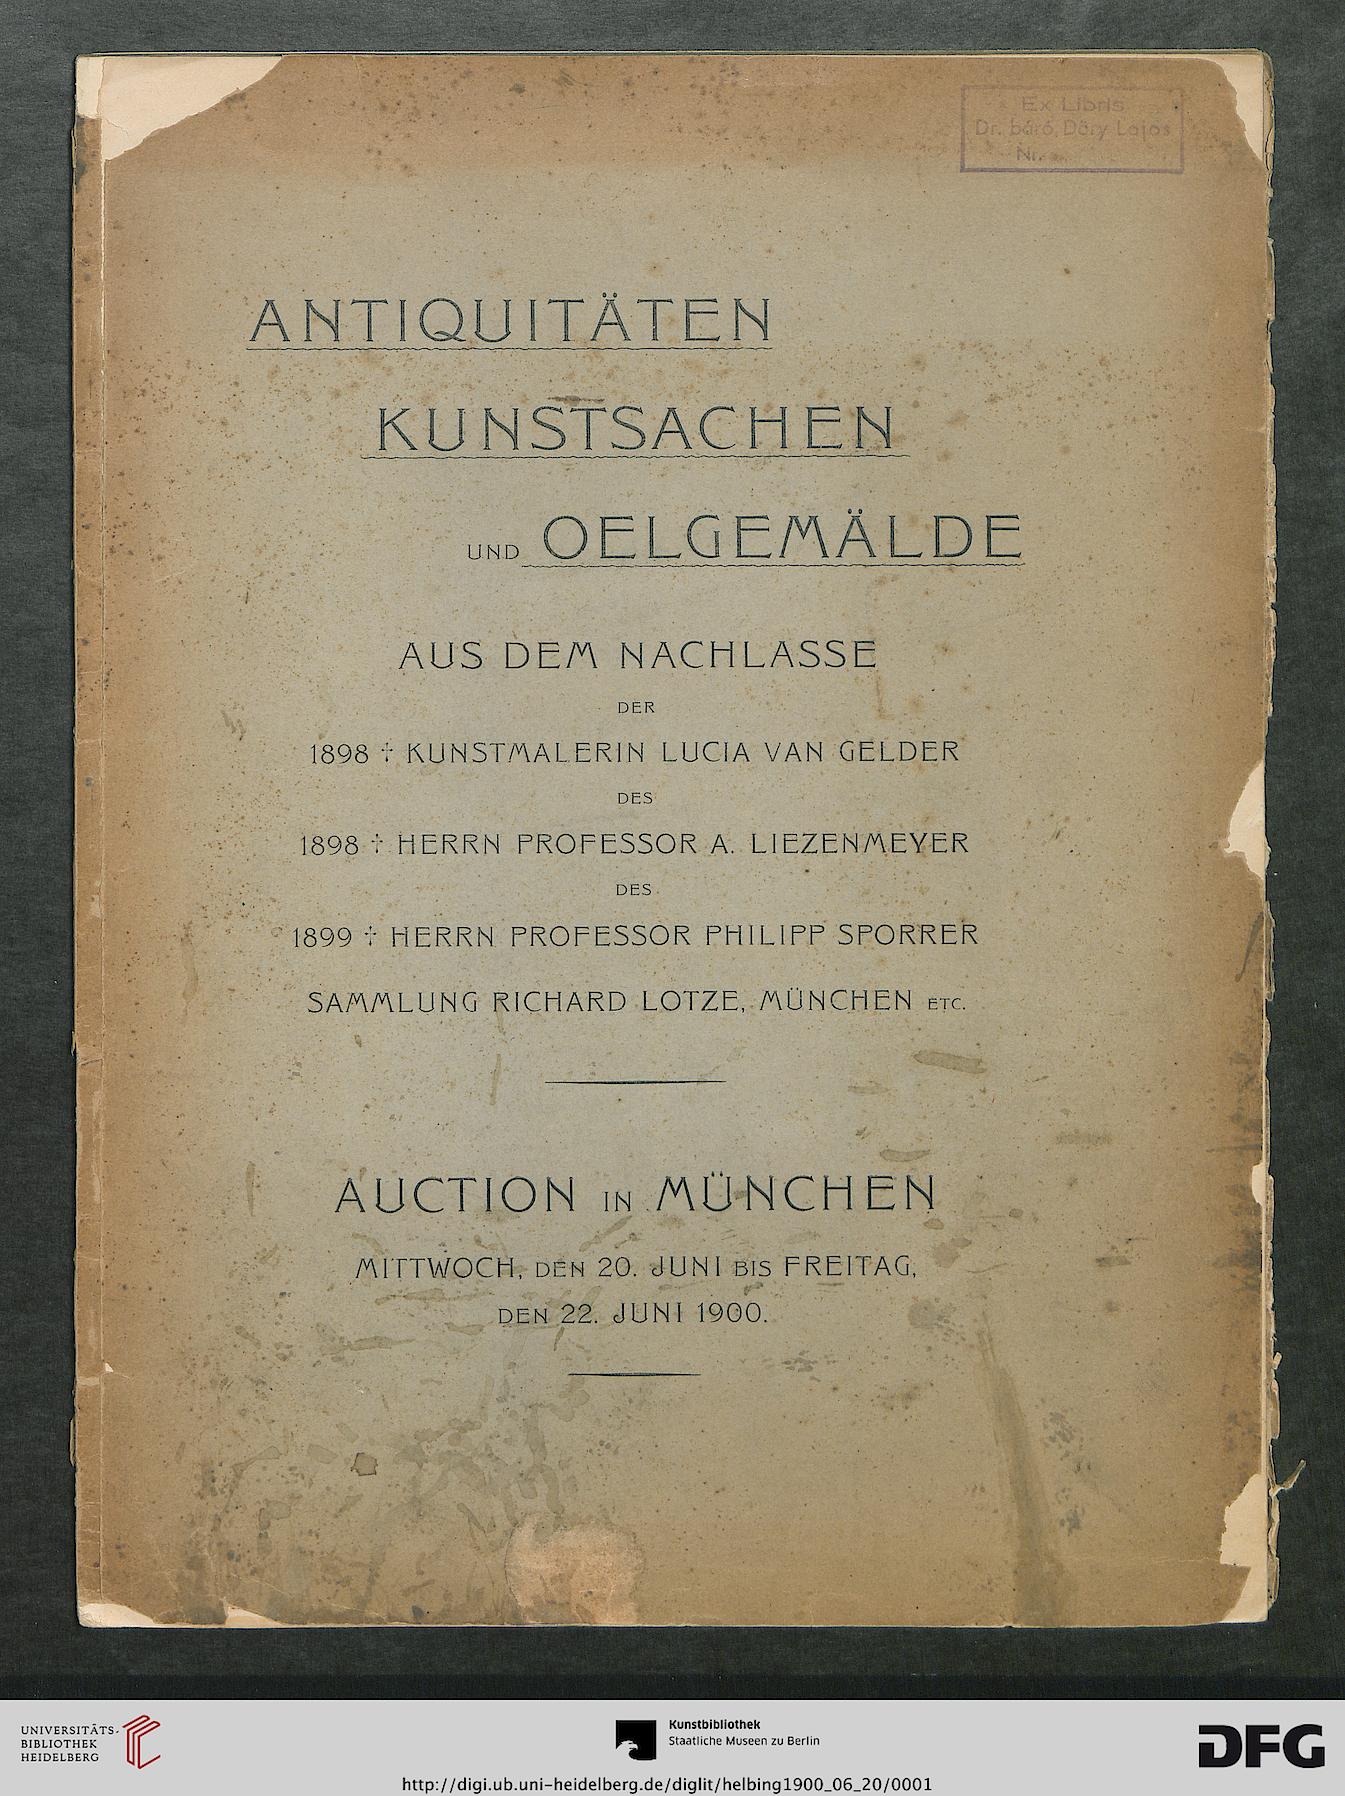 Ex Libris
Dr. báró Dőry Lajos
Nr.
ANTIQUITÄTEN
KUNSTSACHEN
UND OELGEMÄLDE
AUS DEM NACHLASSE
DER
1898 † KUNSTMALERIN LUCIA VAN GELDER
DES
1898 † HERRN PROFESSOR A. LIEZENMEYER
DES
1899 † HERRN PROFESSOR PHILIPP SPORRER
SAMMLUNG RICHARD LOTZE, MÜNCHEN ETC.
AUCTION IN MÜNCHEN
MITTWOCH, DEN 20. JUNI BIS FREITAG,
DEN 22. JUNI 1900.
UNIVERSITÄTS-
BIBLIOTHEK
HEIDELBERG
Kunstbibliothek
Staatliche Museen zu Berlin
DFG
http://digi.ub.uni-heidelberg.de/diglit/helbing1900_06_20/0001